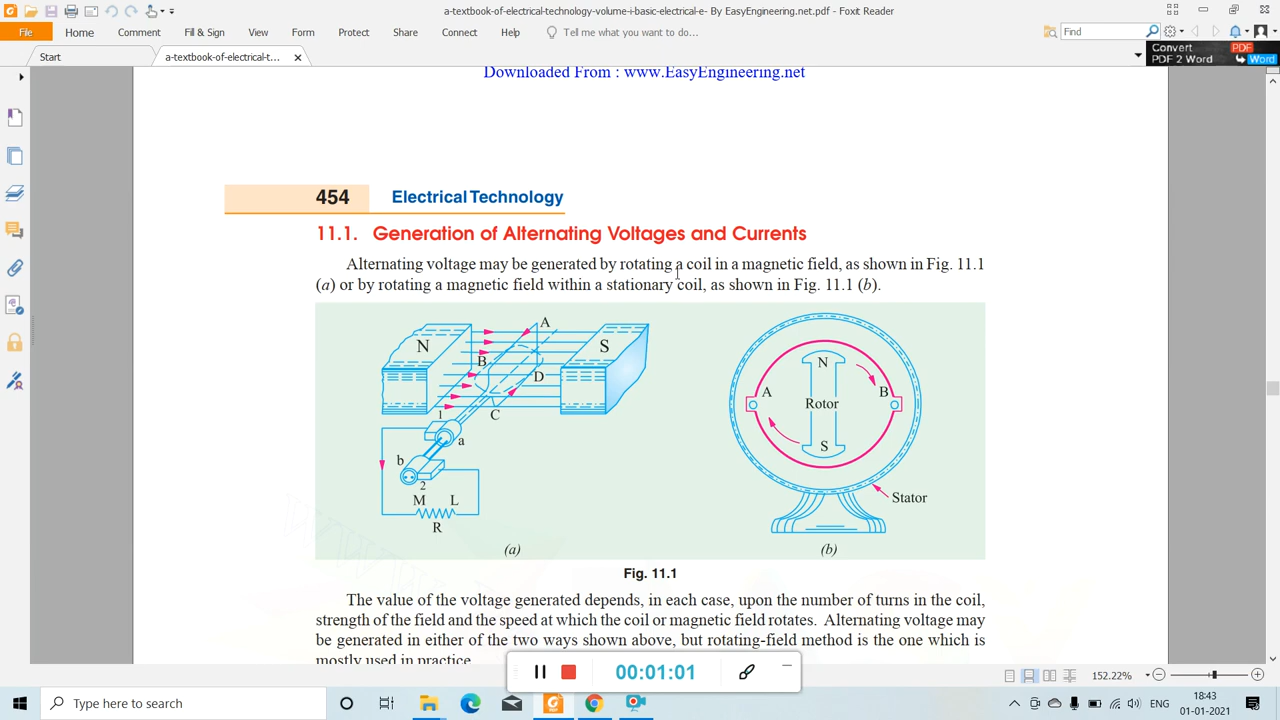 a-textbook-of-electrical-technology-volume-i-basic-electrical-e- By EasyEngineering.net.pdf - Foxit Reader
File Home Comment Fill & Sign View Form Protect Share Connect Help Tell me what you want to do... Find
Start a-textbook-of-electrical-t...
Convert PDF
PDF 2 Word Word
Downloaded From : www.EasyEngineering.net
454 Electrical Technology
11.1. Generation of Alternating Voltages and Currents
Alternating voltage may be generated by rotating a coil in a magnetic field, as shown in Fig. 11.1
(a) or by rotating a magnetic field within a stationary coil, as shown in Fig. 11.1 (b).
A
N S
B
D
1 C
a
b
2
M L
R
(a)
N
A B
Rotor
S
Stator
(b)
Fig. 11.1
The value of the voltage generated depends, in each case, upon the number of turns in the coil,
strength of the field and the speed at which the coil or magnetic field rotates. Alternating voltage may
be generated in either of the two ways shown above, but rotating-field method is the one which is
mostly used in practice
00:01:01
152.22%
Type here to search
ENG
18:43
01-01-2021